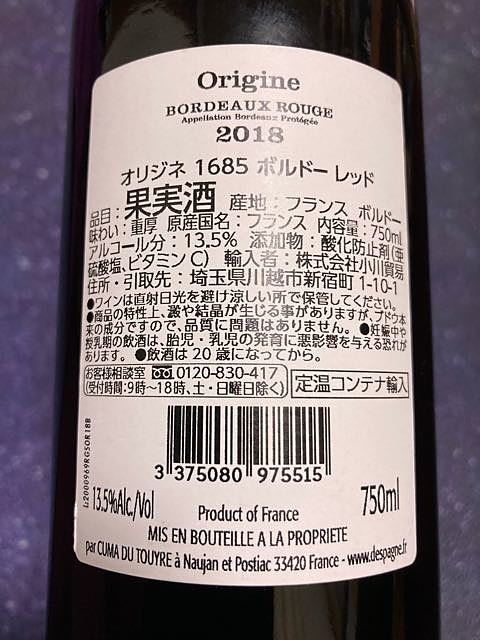 Origine
BORDEAUX ROUGE
Appellation Bordeaux Protégée
2018
オリジネ 1685 ボルドー レッド
品目：果実酒 産地：フランス ボルドー
味わい：重厚 原産国名：フランス 内容量：750ml
アルコール分：13.5% 添加物：酸化防止剤（亜
硫酸塩、ビタミンC） 輸入者：株式会社小川貿易
住所・引取先：埼玉県川越市新宿町 1-10-1
●ワインは直射日光を避け涼しい所で保管してください。
●商品の特性上、澱や結晶が生じる事がありますが、ブドウ本
来の成分ですので、品質に問題はありません。●妊娠中や
授乳期の飲酒は、胎児・乳児の発育に悪影響を与える恐れが
あります。 ●飲酒は20歳になってから。
お客様相談室 0120-830-417
（受付時間：9時～18時、土・日曜日除く）
定温コンテナ輸入
3 375080 975515
L:2000969RG5OR18B
13.5%Alc./Vol
Product of France
750ml
MIS EN BOUTEILLE A LA PROPRIETE
par CUMA DU TOUYRE à Naujan et Postiac 33420 France - www.despagne.fr